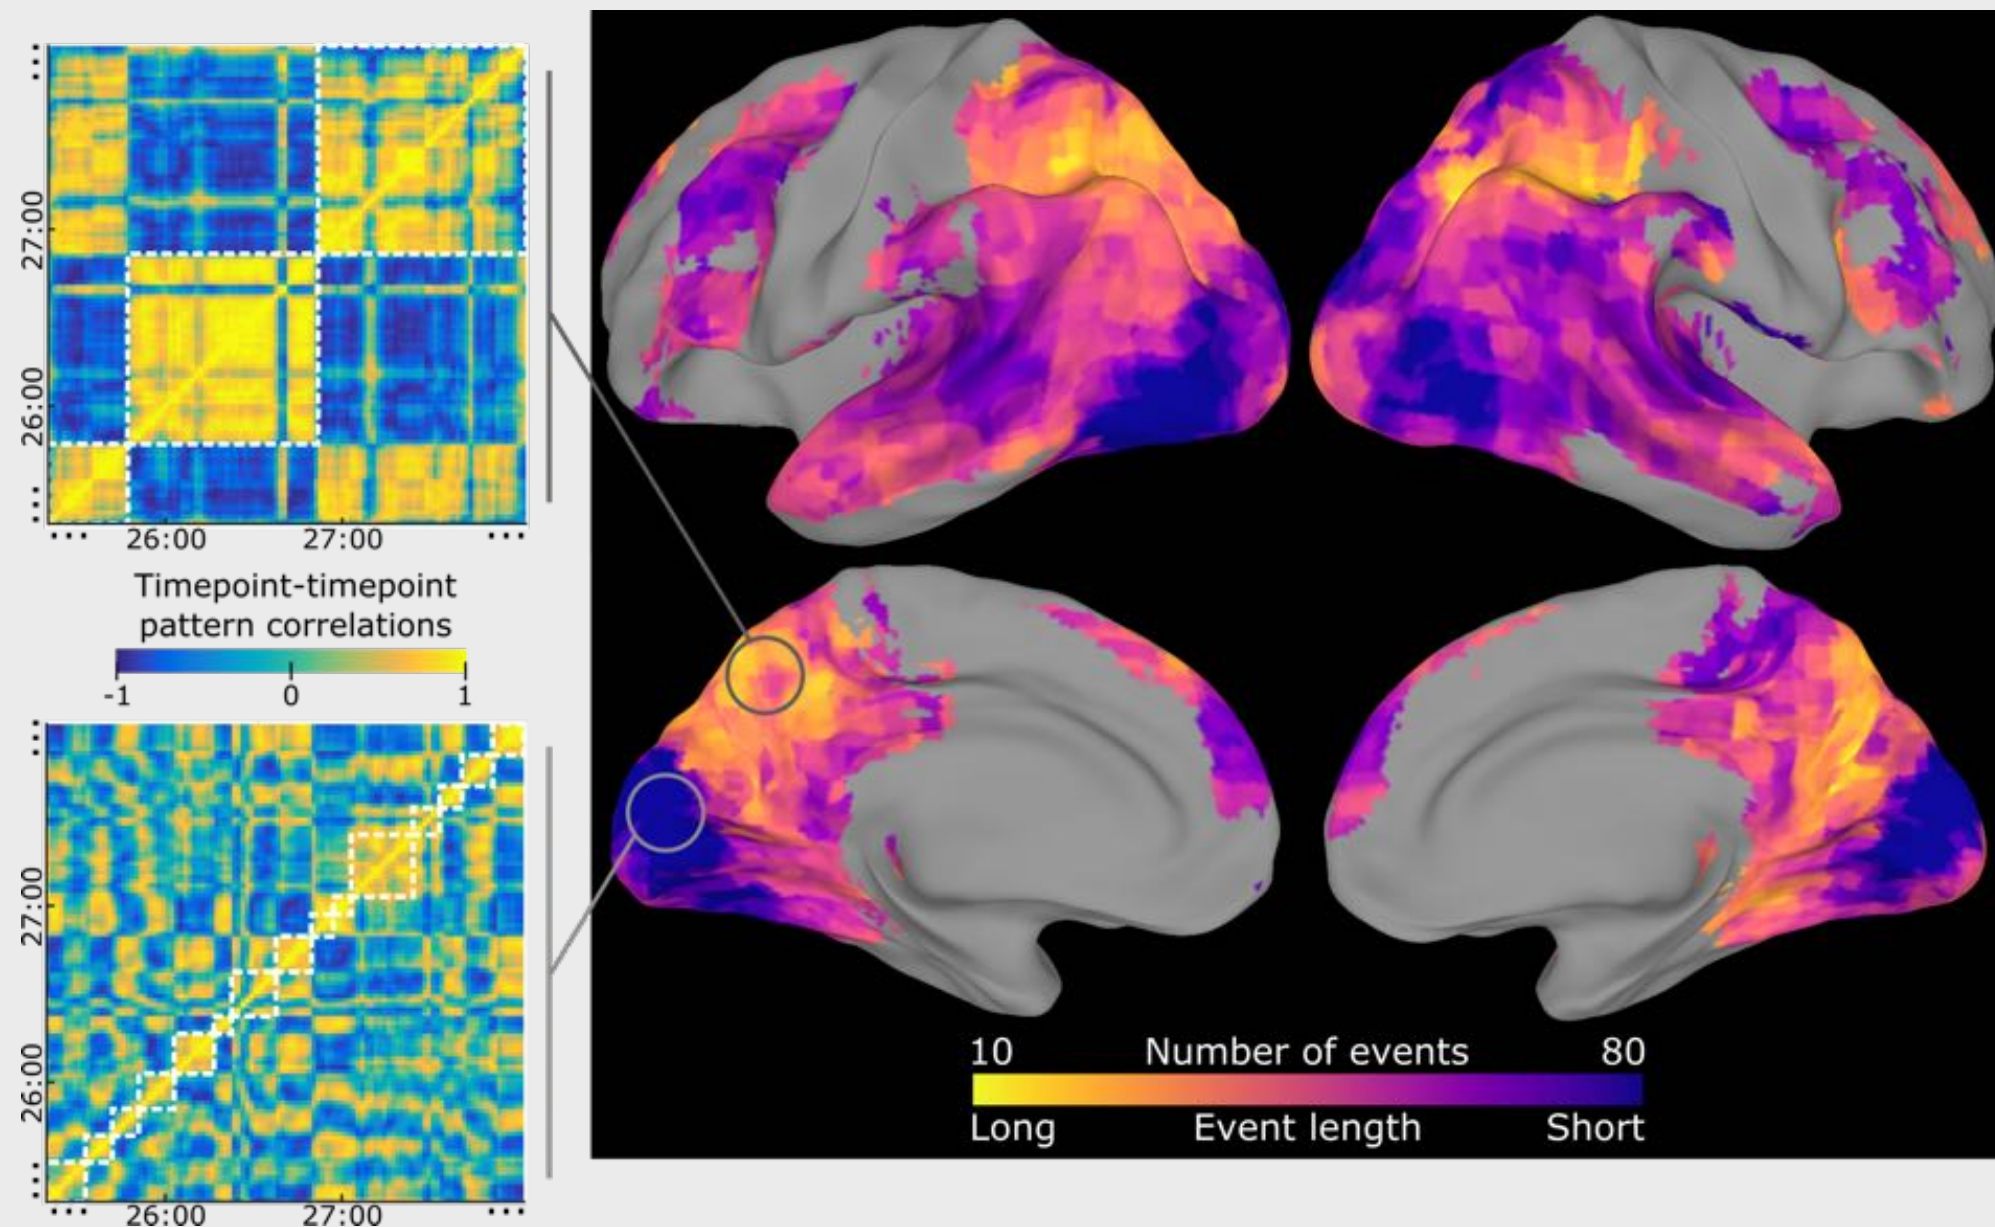 27:00
26:00
... 26:00 27:00 ...
Timepoint-timepoint
pattern correlations
-1 0 1
27:00
26:00
... 26:00 27:00 ...
10 Number of events 80
Long Event length Short